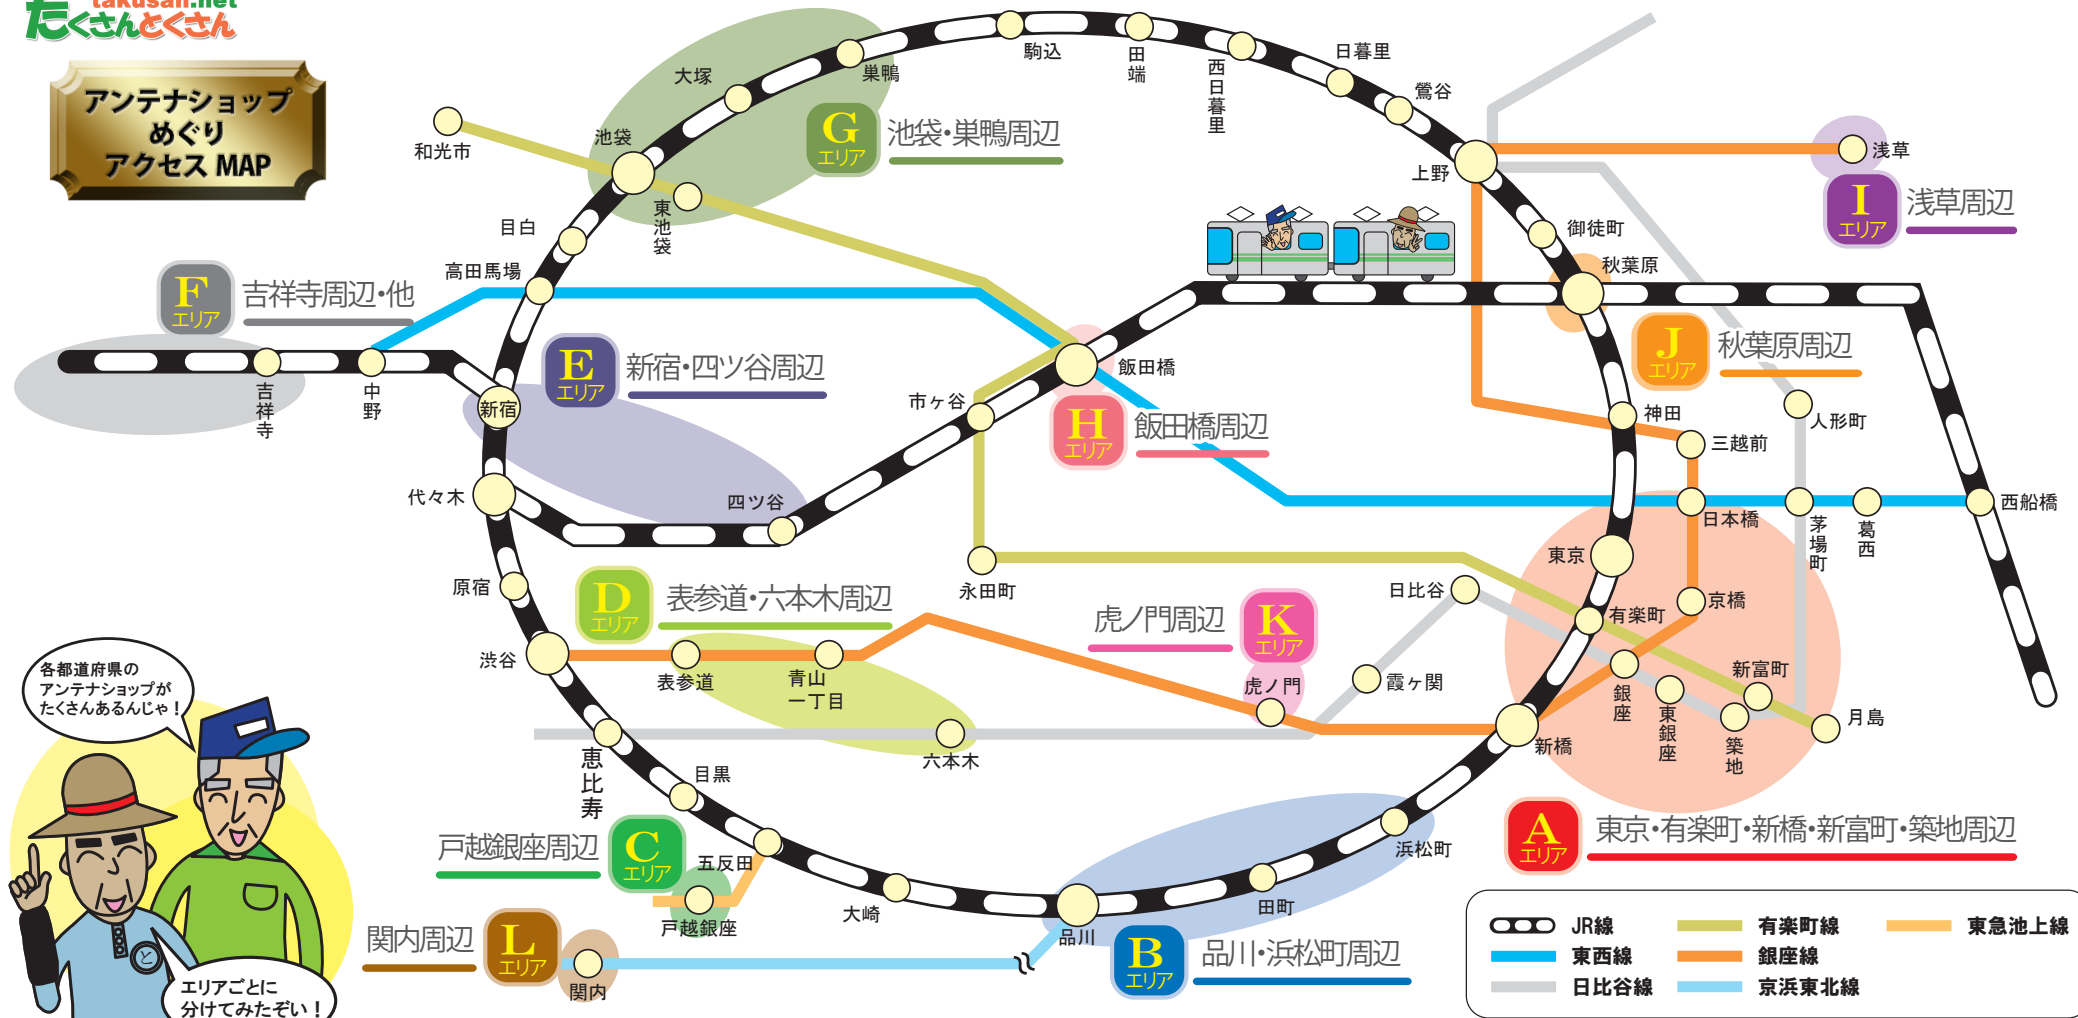 takusan.net
たくさんとくさん
アンテナショップ
めぐり
アクセス MAP
駒込
田端
西日暮里
日暮里
鶯谷
大塚
巣鴨
池袋
和光市
東池袋
G
エリア
池袋・巣鴨周辺
上野
浅草
I
エリア
浅草周辺
目白
高田馬場
御徒町
秋葉原
F
エリア
吉祥寺周辺・他
吉祥寺
中野
新宿
E
エリア
新宿・四ツ谷周辺
J
エリア
秋葉原周辺
飯田橋
市ヶ谷
H
エリア
飯田橋周辺
神田
三越前
人形町
代々木
四ツ谷
日本橋
茅場町
葛西
西船橋
東京
原宿
永田町
日比谷
有楽町
京橋
D
エリア
表参道・六本木周辺
虎ノ門周辺
K
エリア
渋谷
表参道
青山
一丁目
虎ノ門
霞ヶ関
銀座
東銀座
新富町
築地
月島
新橋
六本木
恵比寿
目黒
各都道府県の
アンテナショップが
たくさんあるんじゃ！
戸越銀座周辺
C
エリア
五反田
戸越銀座
大崎
品川
田町
浜松町
A
エリア
東京・有楽町・新橋・新富町・築地周辺
関内周辺
L
エリア
関内
B
エリア
品川・浜松町周辺
と
エリアごとに
分けてみたぞい！
JR線
有楽町線
東急池上線
東西線
銀座線
日比谷線
京浜東北線